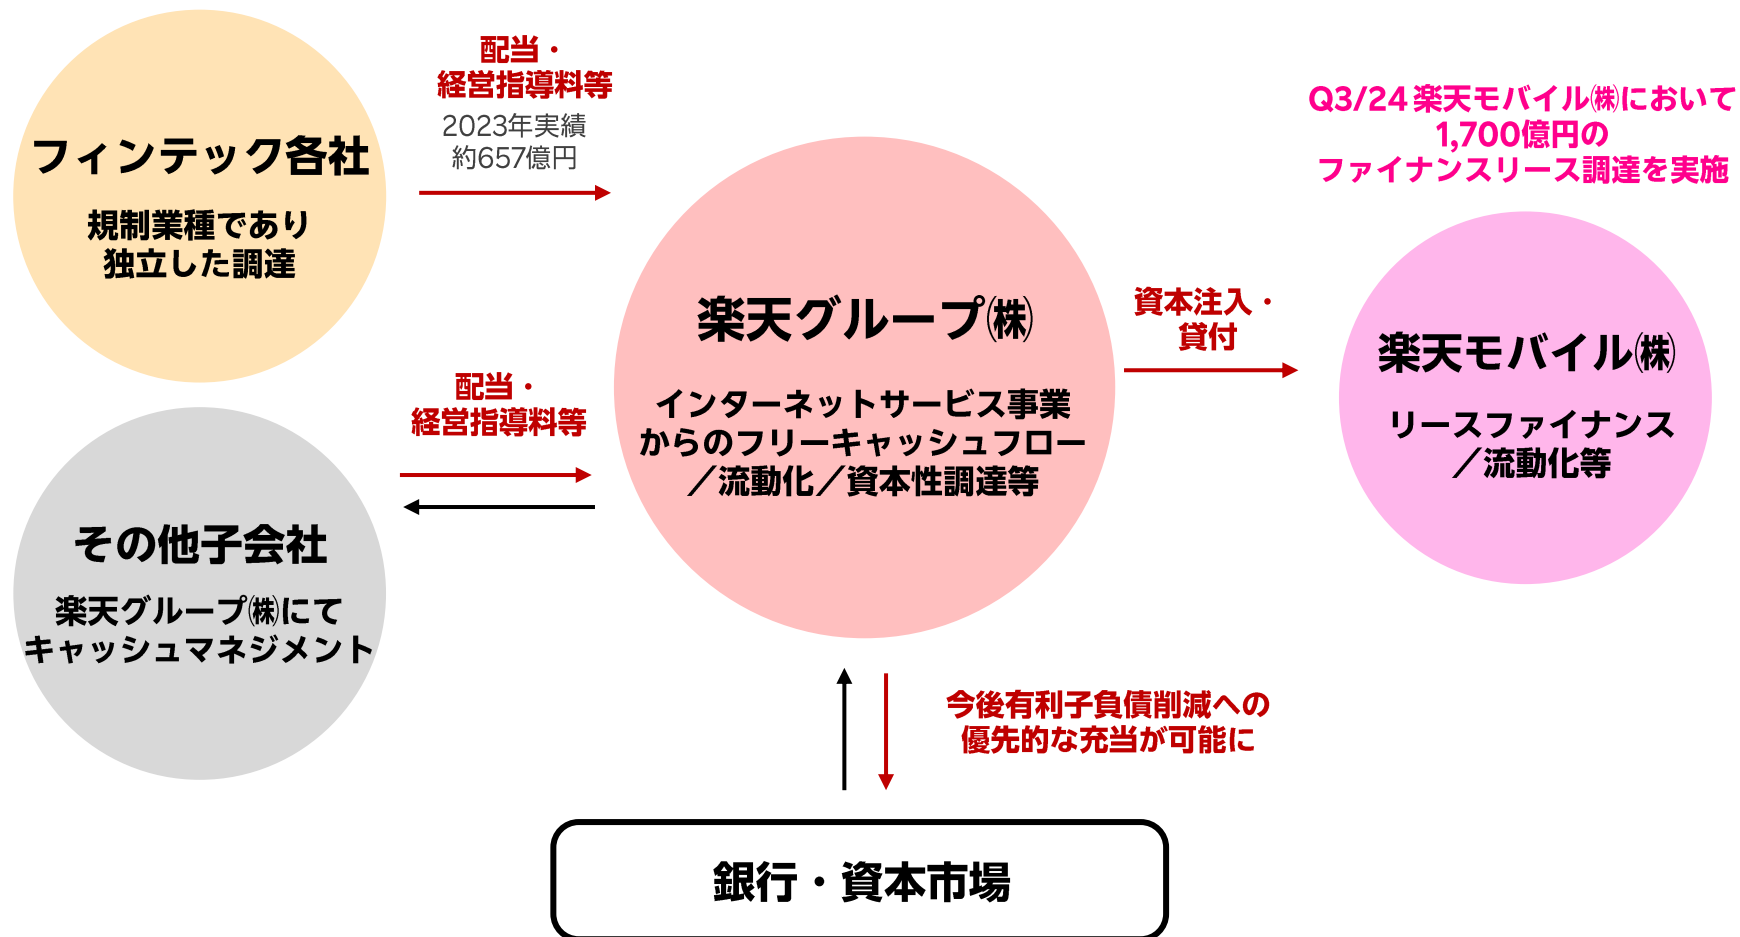 フィンテック各社
規制業種であり
独立した調達
配当・
経営指導料等
2023年実績
約657億円
その他子会社
楽天グループ㈱にて
キャッシュマネジメント
配当・
経営指導料等
楽天グループ㈱
インターネットサービス事業
からのフリーキャッシュフロー
／流動化／資本性調達等
資本注入・
貸付
Q3/24 楽天モバイル㈱において
1,700億円の
ファイナンスリース調達を実施
楽天モバイル㈱
リースファイナンス
／流動化等
今後有利子負債削減への
優先的な充当が可能に
銀行・資本市場